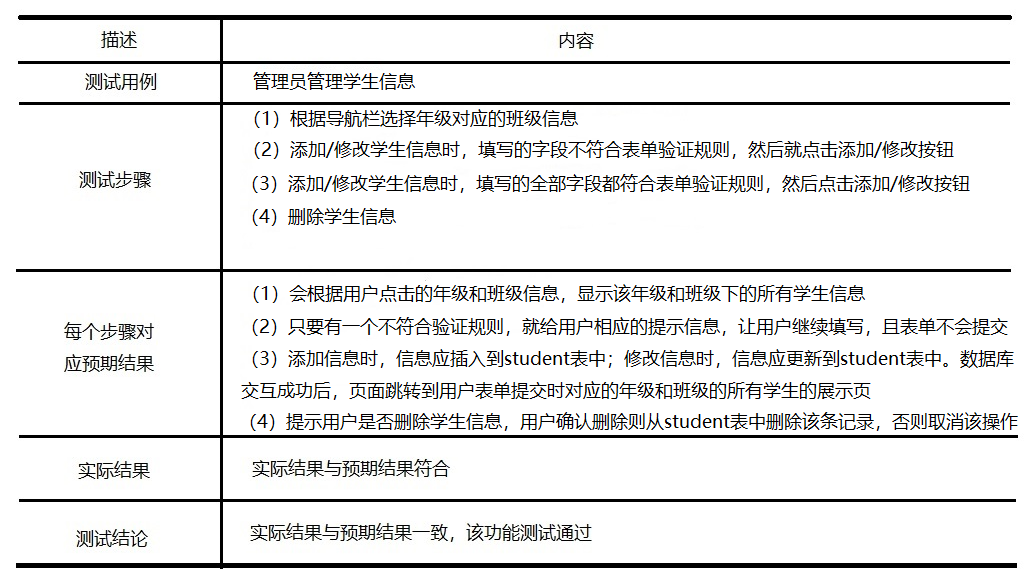 描述
内容
测试用例
管理员管理学生信息
测试步骤
（1）根据导航栏选择年级对应的班级信息
（2）添加/修改学生信息时，填写的字段不符合表单验证规则，然后就点击添加/修改按钮
（3）添加/修改学生信息时，填写的全部字段都符合表单验证规则，然后点击添加/修改按钮
（4）删除学生信息
每个步骤对
应预期结果
（1）会根据用户点击的年级和班级信息，显示该年级和班级下的所有学生信息
（2）只要有一个不符合验证规则，就给用户相应的提示信息，让用户继续填写，且表单不会提交
（3）添加信息时，信息应插入到student表中；修改信息时，信息应更新到student表中。数据库
交互成功后，页面跳转到用户表单提交时对应的年级和班级的所有学生的展示页
（4）提示用户是否删除学生信息，用户确认删除则从student表中删除该条记录，否则取消该操作
实际结果
实际结果与预期结果符合
测试结论
实际结果与预期结果一致，该功能测试通过